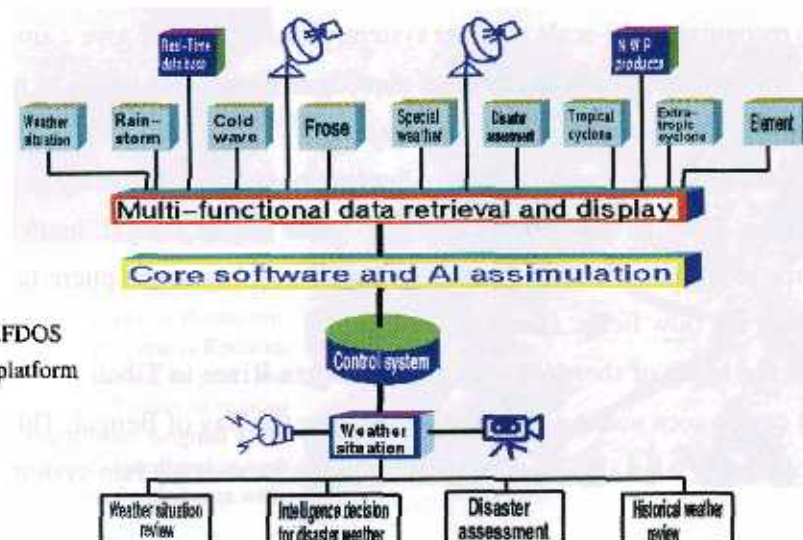 Real-Time
data base
N W P
products
Weather
situation
Rain-
storm
Cold
wave
Frose
Special
weather
Disaster
assessment
Tropical
cyclone
Extra-
tropic
cyclone
Element
Multi-functional data retrieval and display
Core software and AI assimulation
FDOS
platform
Control system
Weather
situation
Weather situation
review
Intelligence decision
for disaster weather
Disaster
assessment
Historical weather
review